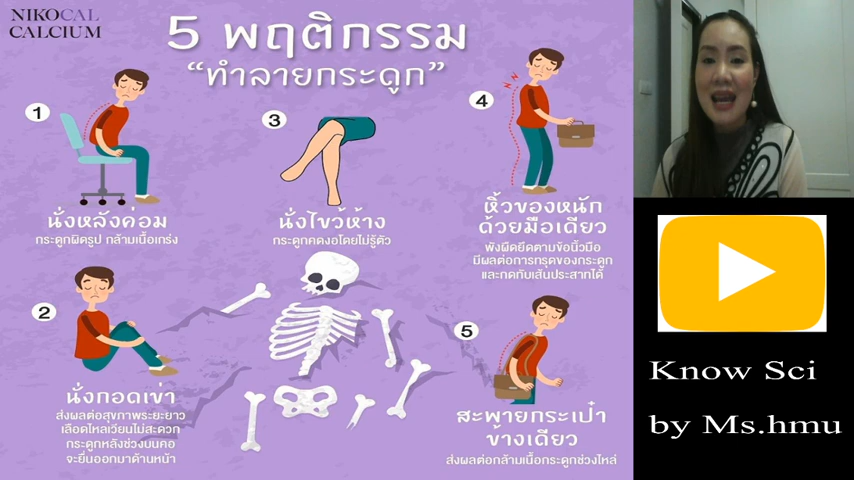 NIKOCAL
CALCIUM
5 พฤติกรรม
“ทำลายกระดูก”
1
นั่งหลังค่อม
กระดูกผิดรูป กล้ามเนื้อเกร็ง
2
นั่งกอดเข่า
ส่งผลต่อสุขภาพระยะยาว
เลือดไหลเวียนไม่สะดวก
กระดูกหลังช่วงบนคอ
จะยื่นออกมาด้านหน้า
3
นั่งไขว้ห้าง
กระดูกคดงอโดยไม่รู้ตัว
4
หิ้วของหนัก
ด้วยมือเดียว
พังผืดยึดตามข้อนิ้วมือ
มีผลต่อการทรุดของกระดูก
และกดทับเส้นประสาทได้
5
สะพายกระเป๋า
ข้างเดียว
ส่งผลต่อกล้ามเนื้อกระดูกช่วงไหล่
Know Sci
by Ms.hmu